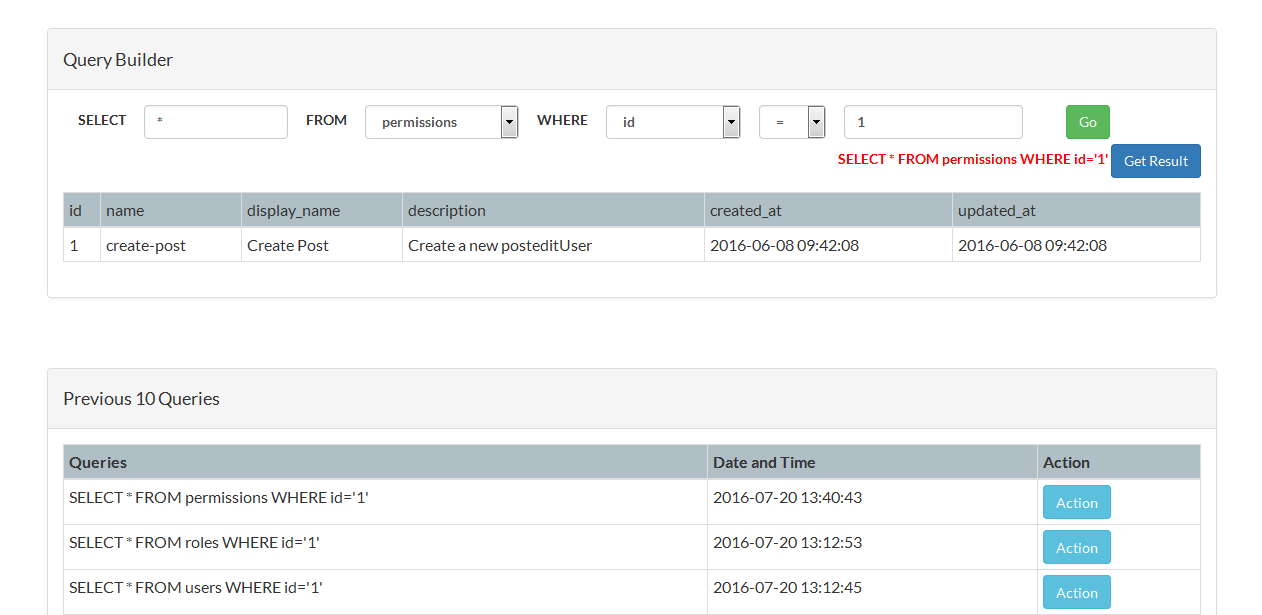 Query Builder
SELECT * FROM permissions WHERE id = 1 Go
SELECT * FROM permissions WHERE id='1' Get Result
id name display_name description created_at updated_at
1 create-post Create Post Create a new posteditUser 2016-06-08 09:42:08 2016-06-08 09:42:08
Previous 10 Queries
Queries Date and Time Action
SELECT * FROM permissions WHERE id='1' 2016-07-20 13:40:43 Action
SELECT * FROM roles WHERE id='1' 2016-07-20 13:12:53 Action
SELECT * FROM users WHERE id='1' 2016-07-20 13:12:45 Action